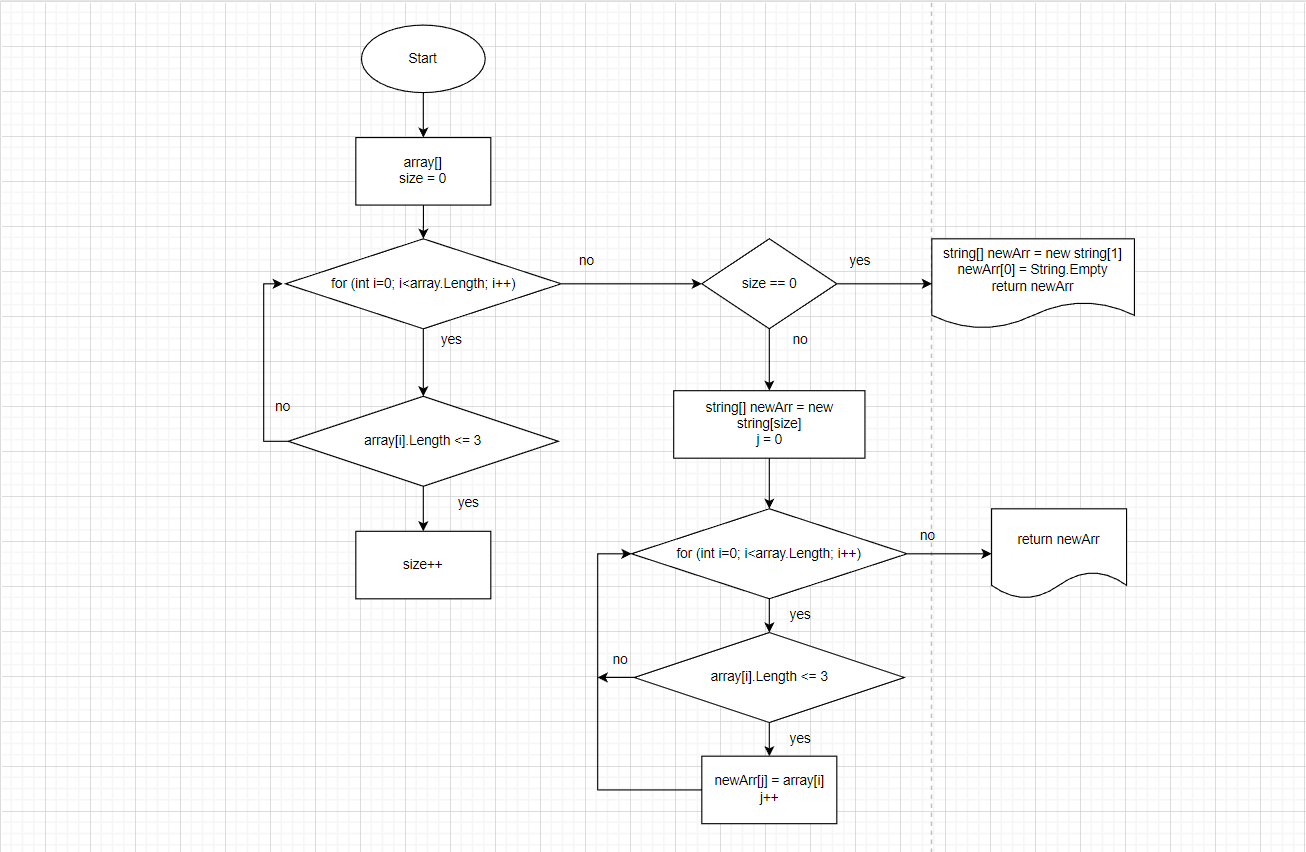 Start
array[]
size = 0
for (int i=0; i<array.Length; i++)
no
size == 0
yes
string[] newArr = new string[1]
newArr[0] = String.Empty
return newArr
yes
no
no
array[i].Length <= 3
string[] newArr = new
string[size]
j = 0
yes
size++
for (int i=0; i<array.Length; i++)
no
return newArr
yes
no
array[i].Length <= 3
yes
newArr[j] = array[i]
j++